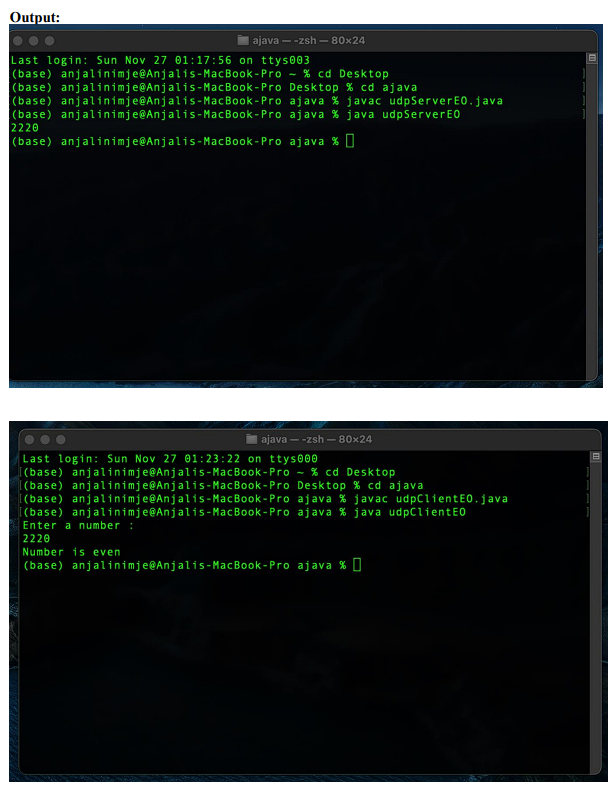 Output:
ajava — -zsh — 80×24
Last login: Sun Nov 27 01:17:56 on ttys003
(base) anjalinimje@Anjalis-MacBook-Pro ~ % cd Desktop
(base) anjalinimje@Anjalis-MacBook-Pro Desktop % cd ajava
(base) anjalinimje@Anjalis-MacBook-Pro ajava % javac udpServerEO.java
(base) anjalinimje@Anjalis-MacBook-Pro ajava % java udpServerEO
2220
(base) anjalinimje@Anjalis-MacBook-Pro ajava %
ajava — -zsh — 80×24
Last login: Sun Nov 27 01:23:22 on ttys000
(base) anjalinimje@Anjalis-MacBook-Pro ~ % cd Desktop
(base) anjalinimje@Anjalis-MacBook-Pro Desktop % cd ajava
(base) anjalinimje@Anjalis-MacBook-Pro ajava % javac udpClientEO.java
(base) anjalinimje@Anjalis-MacBook-Pro ajava % java udpClientEO
Enter a number :
2220
Number is even
(base) anjalinimje@Anjalis-MacBook-Pro ajava %